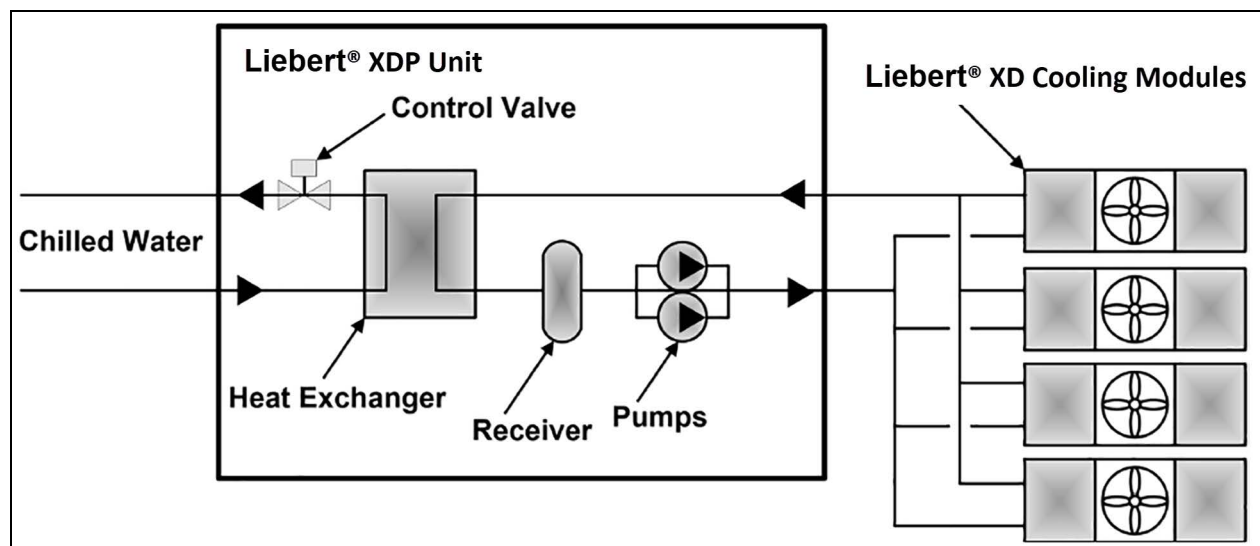 Liebert® XDP Unit
Liebert® XD Cooling Modules
Control Valve
Chilled Water
Heat Exchanger
Receiver
Pumps